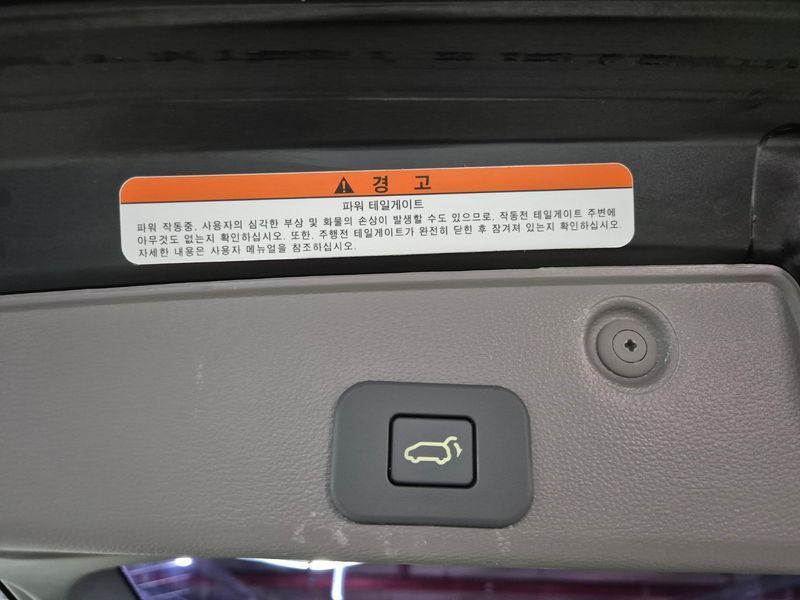 경 고
파워 테일게이트
파워 작동중, 사용자의 심각한 부상 및 화물의 손상이 발생할 수도 있으므로, 작동전 테일게이트 주변에
아무것도 없는지 확인하십시오. 또한, 주행전 테일게이트가 완전히 닫힌 후 잠겨져 있는지 확인하십시오.
자세한 내용은 사용자 메뉴얼을 참조하십시오.